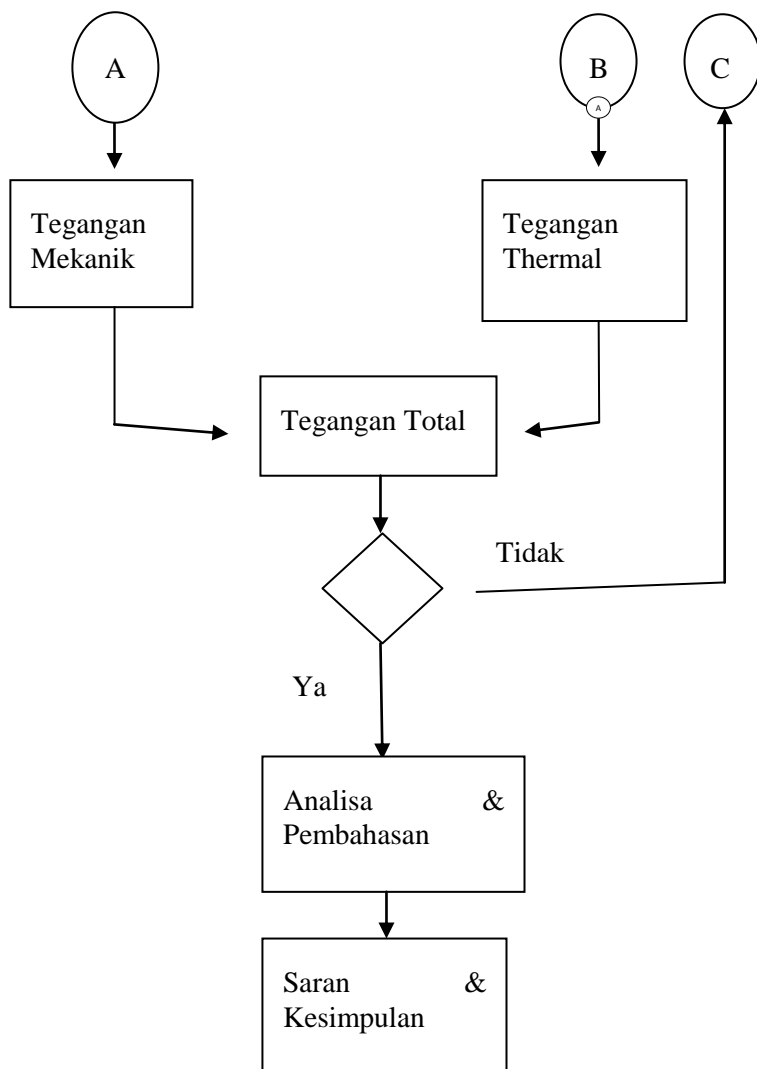 A
B
C
A
Tegangan
Mekanik
Tegangan
Thermal
Tegangan Total
Tidak
Ya
Analisa &
Pembahasan
Saran &
Kesimpulan